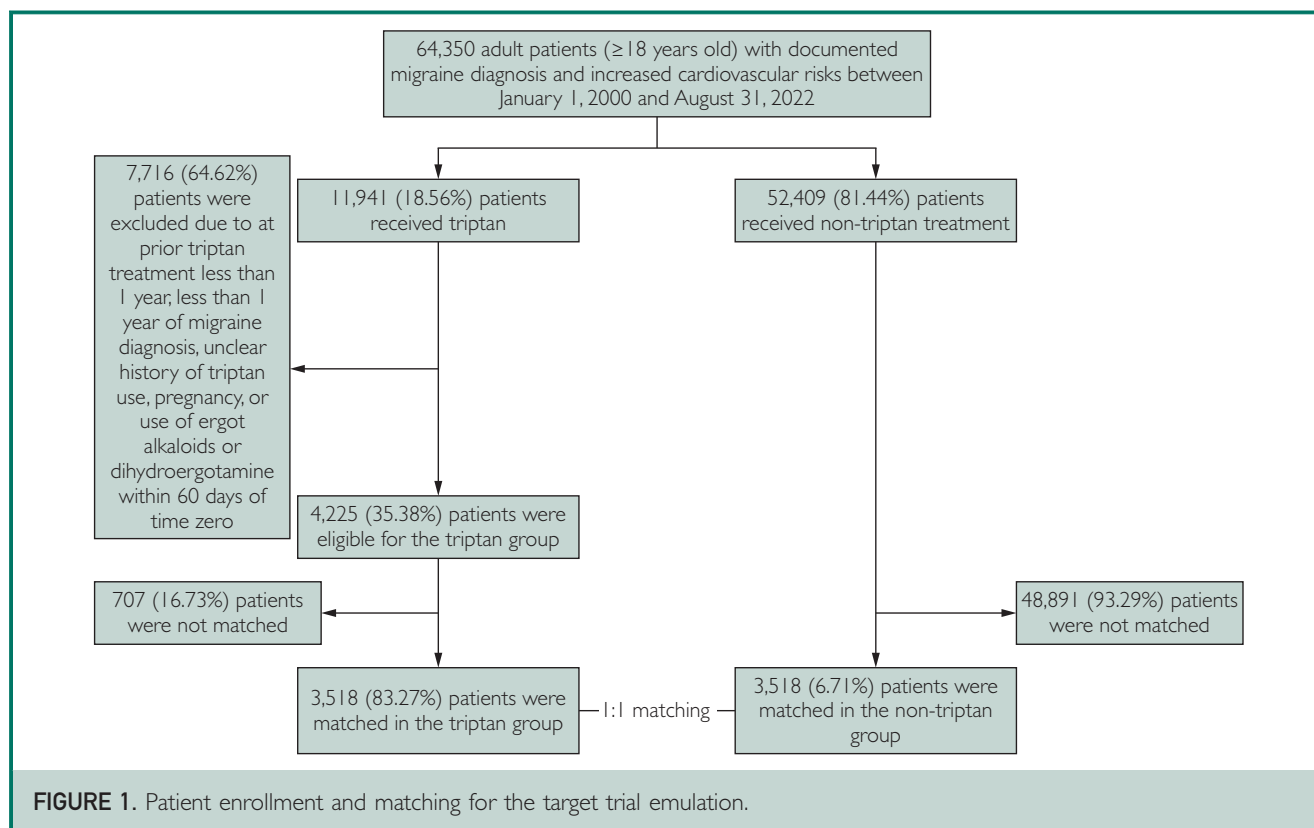 64,350 adult patients (≥18 years old) with documented
migraine diagnosis and increased cardiovascular risks between
January 1, 2000 and August 31, 2022
7,716 (64.62%)
patients were
excluded due to at
prior triptan
treatment less than
1 year, less than 1
year of migraine
diagnosis, unclear
history of triptan
use, pregnancy, or
use of ergot
alkaloids or
dihydroergotamine
within 60 days of
time zero
11,941 (18.56%) patients
received triptan
52,409 (81.44%) patients
received non-triptan treatment
4,225 (35.38%) patients were
eligible for the triptan group
707 (16.73%) patients
were not matched
48,891 (93.29%) patients
were not matched
3,518 (83.27%) patients were
matched in the triptan group
1:1 matching
3,518 (6.71%) patients were
matched in the non-triptan
group
FIGURE 1. Patient enrollment and matching for the target trial emulation.